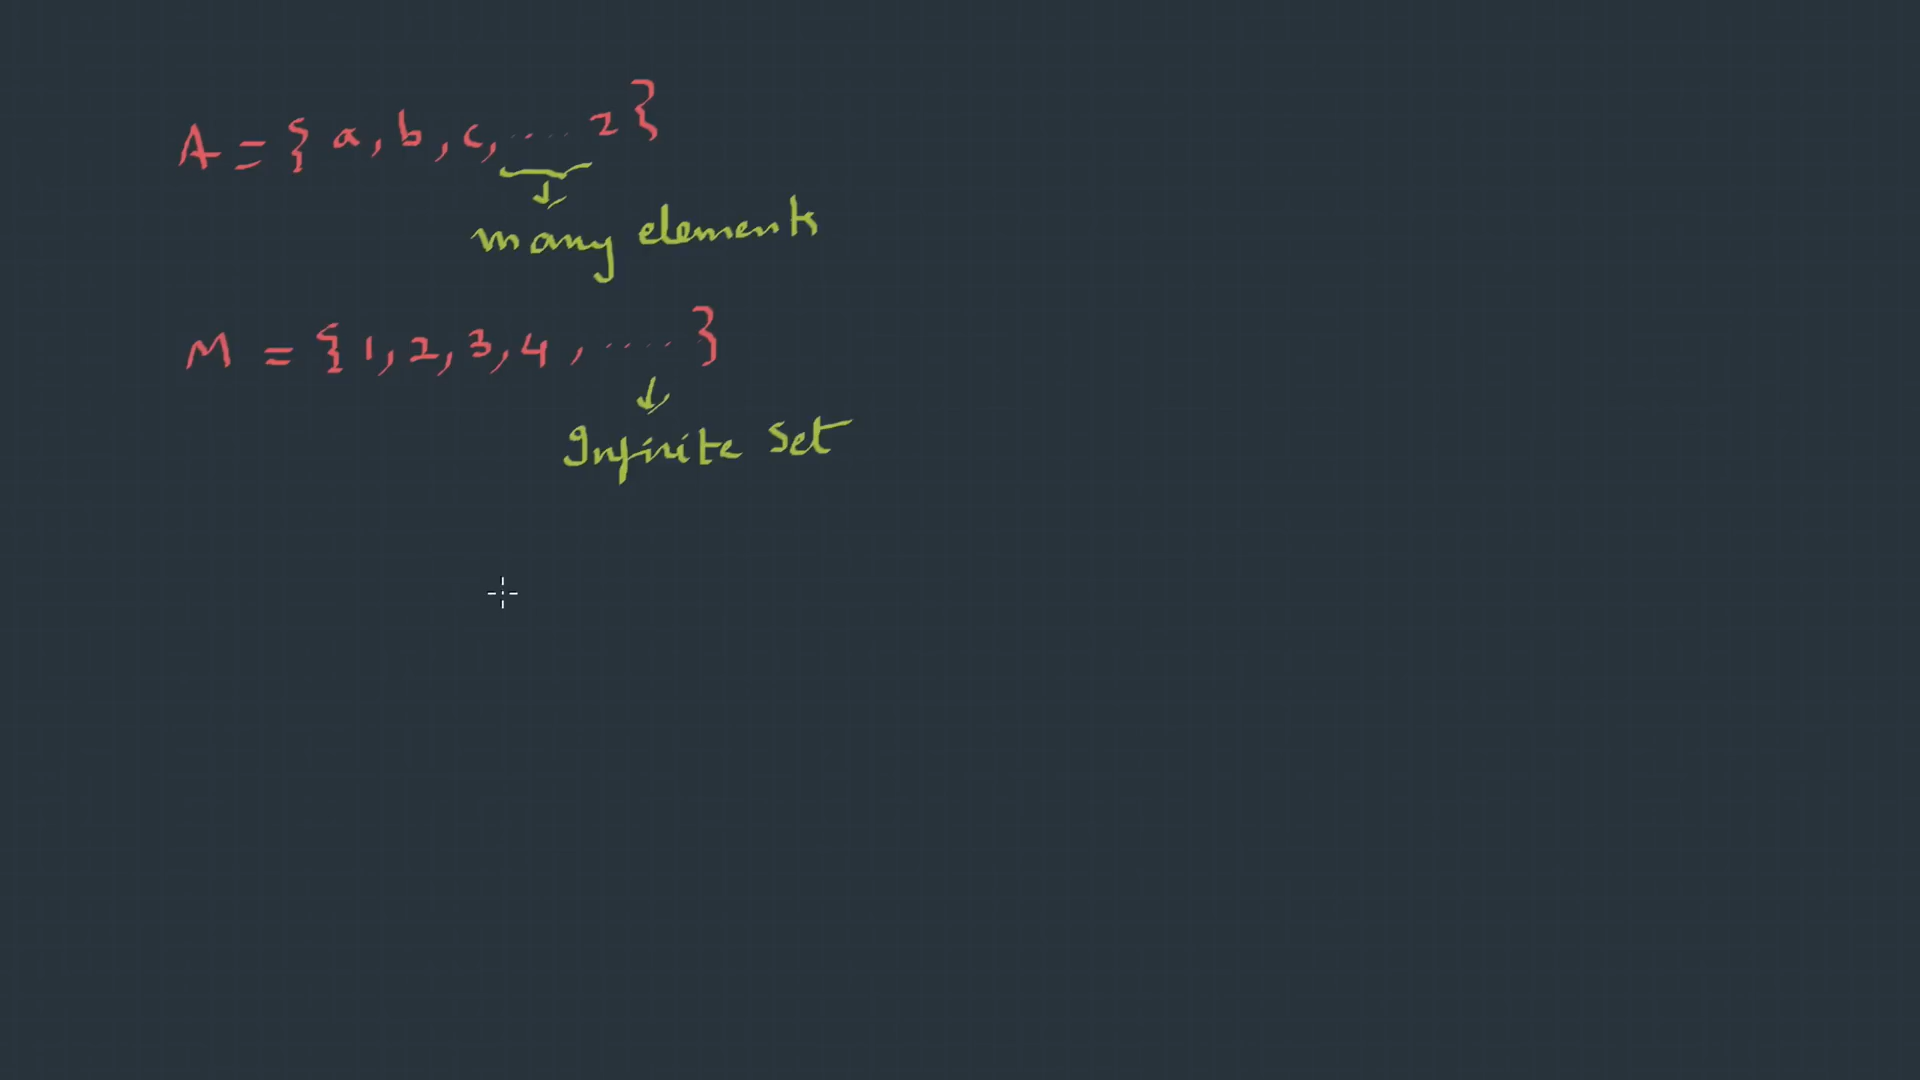 A = { a, b, c, .... z }
many elements
M = { 1, 2, 3, 4, .... }
Infinite Set